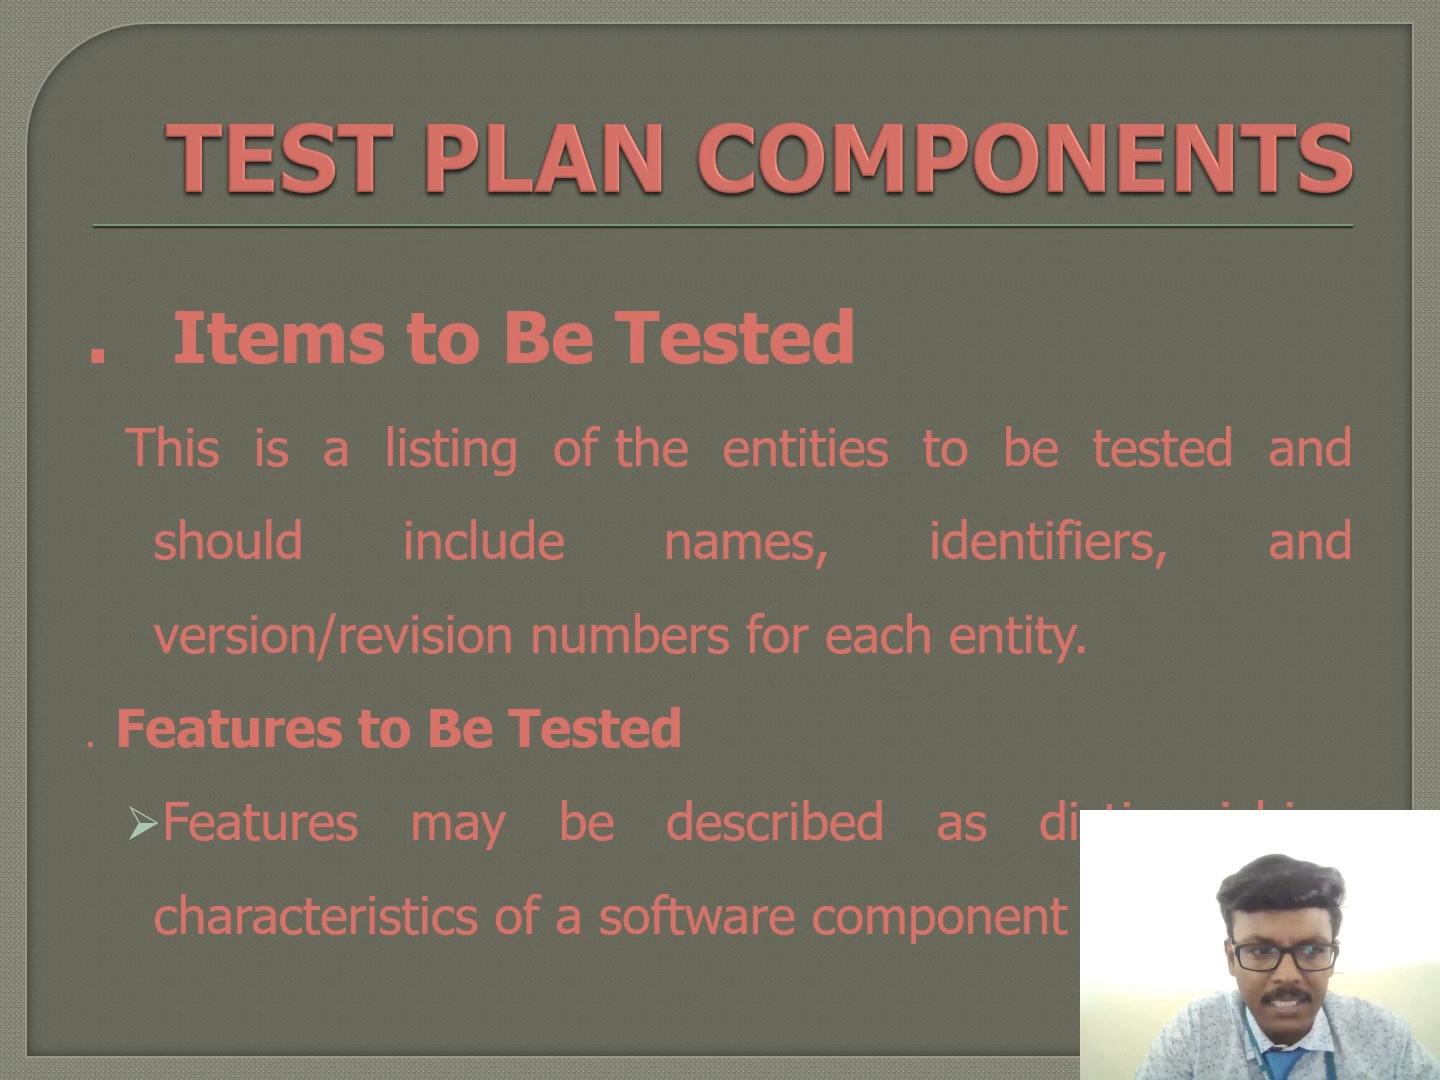 TEST PLAN COMPONENTS
. Items to Be Tested
This is a listing of the entities to be tested and
should include names, identifiers, and
version/revision numbers for each entity.
. Features to Be Tested
Features may be described as
characteristics of a software component